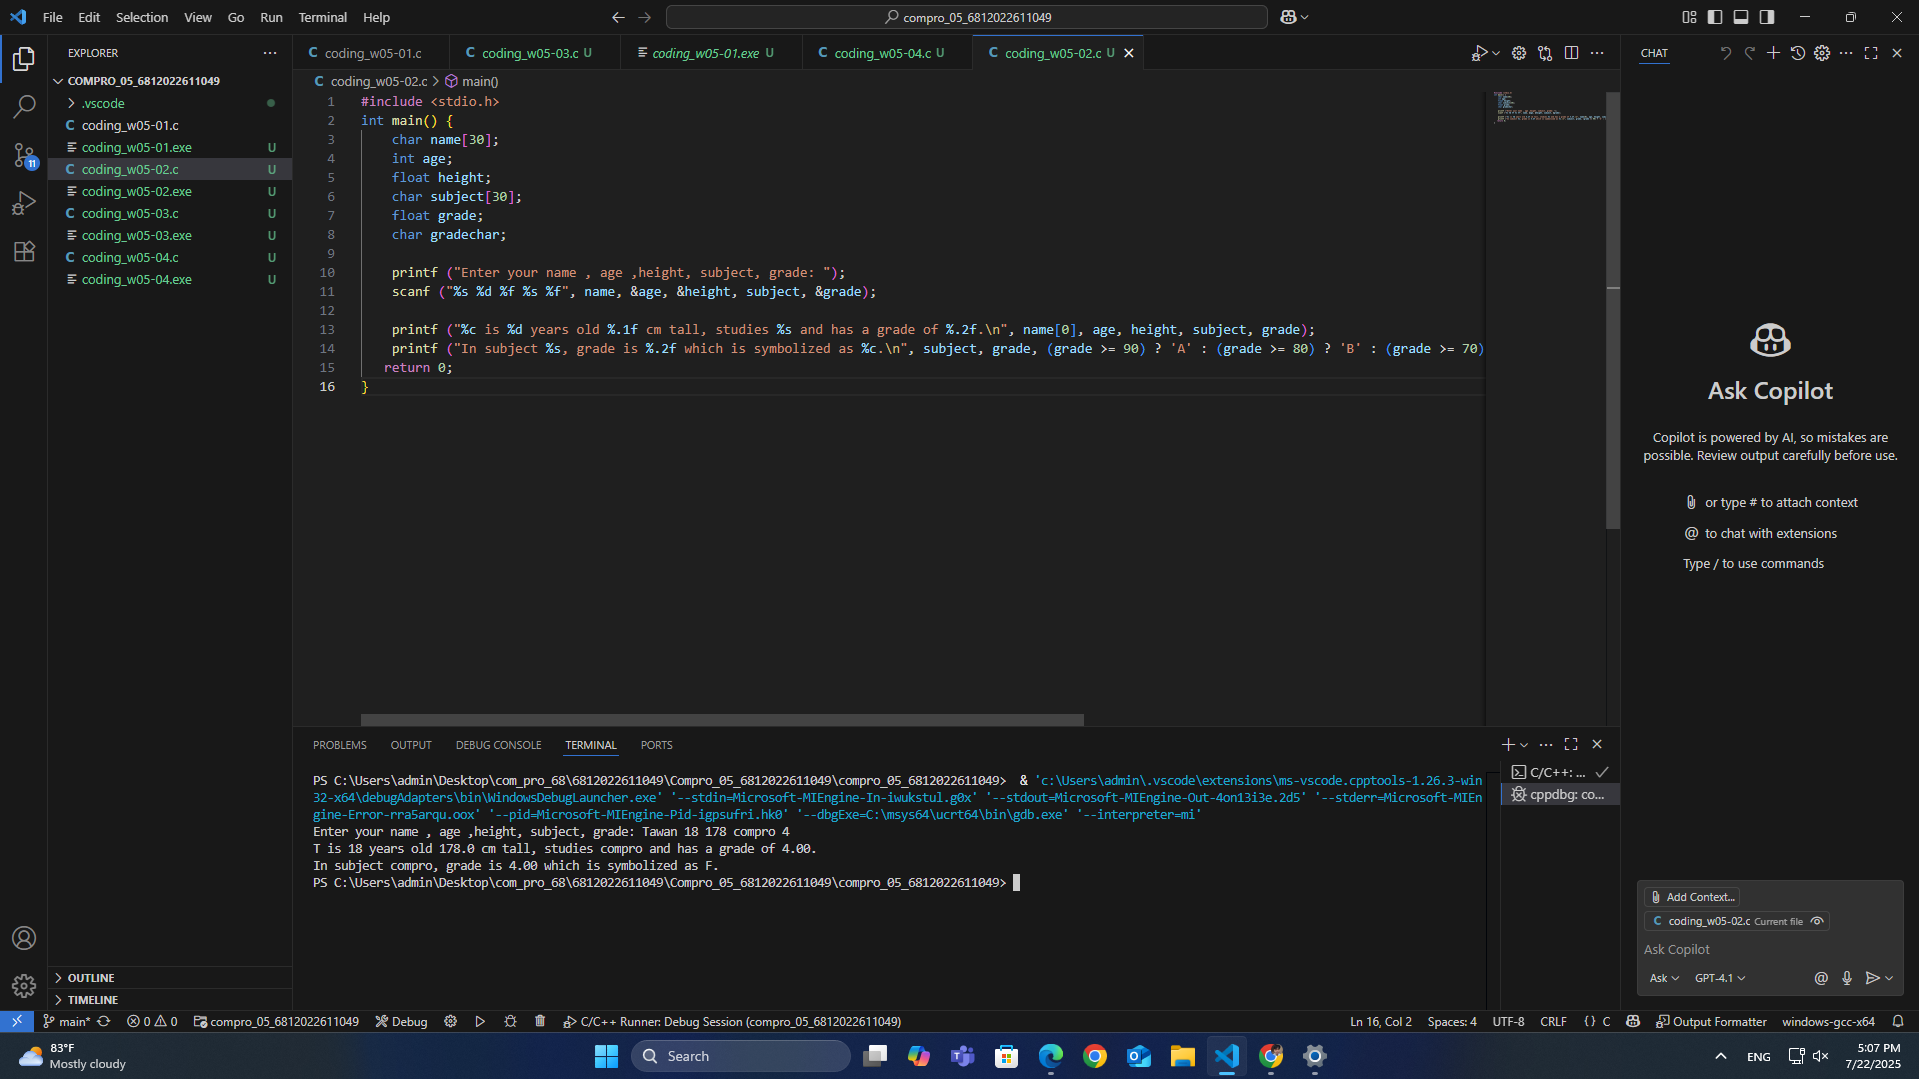 File Edit Selection View Go Run Terminal Help
compro_05_6812022611049
EXPLORER
COMPRO_05_6812022611049
.vscode
coding_w05-01.c
coding_w05-01.exe U
coding_w05-02.c U
coding_w05-02.exe U
coding_w05-03.c U
coding_w05-03.exe U
coding_w05-04.c U
coding_w05-04.exe U
OUTLINE
TIMELINE
11
coding_w05-01.c coding_w05-03.c U coding_w05-01.exe U coding_w05-04.c U coding_w05-02.c U
coding_w05-02.c > main()
1 #include <stdio.h>
2 int main() {
3 char name[30];
4 int age;
5 float height;
6 char subject[30];
7 float grade;
8 char gradechar;
9
10 printf ("Enter your name , age ,height, subject, grade: ");
11 scanf ("%s %d %f %s %f", name, &age, &height, subject, &grade);
12
13 printf ("%c is %d years old %.1f cm tall, studies %s and has a grade of %.2f.\n", name[0], age, height, subject, grade);
14 printf ("In subject %s, grade is %.2f which is symbolized as %c.\n", subject, grade, (grade >= 90) ? 'A' : (grade >= 80) ? 'B' : (grade >= 70)
15 return 0;
16 }
PROBLEMS OUTPUT DEBUG CONSOLE TERMINAL PORTS
PS C:\Users\admin\Desktop\com_pro_68\6812022611049\Compro_05_6812022611049\compro_05_6812022611049> & 'c:\Users\admin\.vscode\extensions\ms-vscode.cpptools-1.26.3-win
32-x64\debugAdapters\bin\WindowsDebugLauncher.exe' '--stdin=Microsoft-MIEngine-In-iwukstul.g0x' '--stdout=Microsoft-MIEngine-Out-4on13i3e.2d5' '--stderr=Microsoft-MIEn
gine-Error-rra5arqu.oox' '--pid=Microsoft-MIEngine-Pid-igpsufri.hk0' '--dbgExe=C:\msys64\ucrt64\bin\gdb.exe' '--interpreter=mi'
Enter your name , age ,height, subject, grade: Tawan 18 178 compro 4
T is 18 years old 178.0 cm tall, studies compro and has a grade of 4.00.
In subject compro, grade is 4.00 which is symbolized as F.
PS C:\Users\admin\Desktop\com_pro_68\6812022611049\Compro_05_6812022611049\compro_05_6812022611049>
C/C++: ...
cppdbg: co...
CHAT
Ask Copilot
Copilot is powered by AI, so mistakes are
possible. Review output carefully before use.
or type # to attach context
@ to chat with extensions
Type / to use commands
Add Context...
coding_w05-02.c Current file
Ask Copilot
Ask GPT-4.1
main* 0 0 compro_05_6812022611049 Debug C/C++ Runner: Debug Session (compro_05_6812022611049) Ln 16, Col 2 Spaces: 4 UTF-8 CRLF {} C Output Formatter windows-gcc-x64
83°F
Mostly cloudy
Search
ENG
5:07 PM
7/22/2025